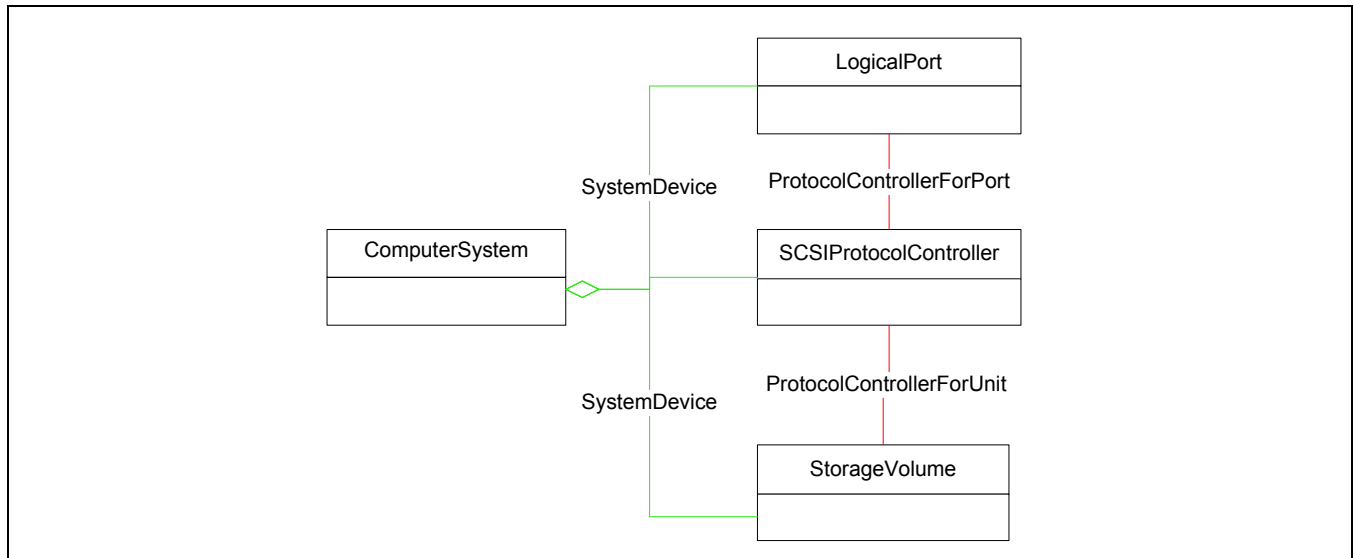 LogicalPort
SystemDevice
ProtocolControllerForPort
ComputerSystem
SCSIProtocolController
ProtocolControllerForUnit
SystemDevice
StorageVolume